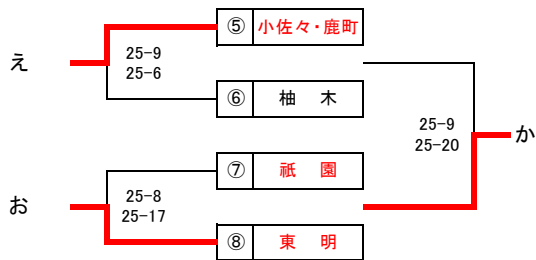 ⑤ 小佐々・鹿町
え
25-9
25-6
⑥ 柚 木
25-9
25-20
か
⑦ 祇 園
お
25-8
25-17
⑧ 東 明